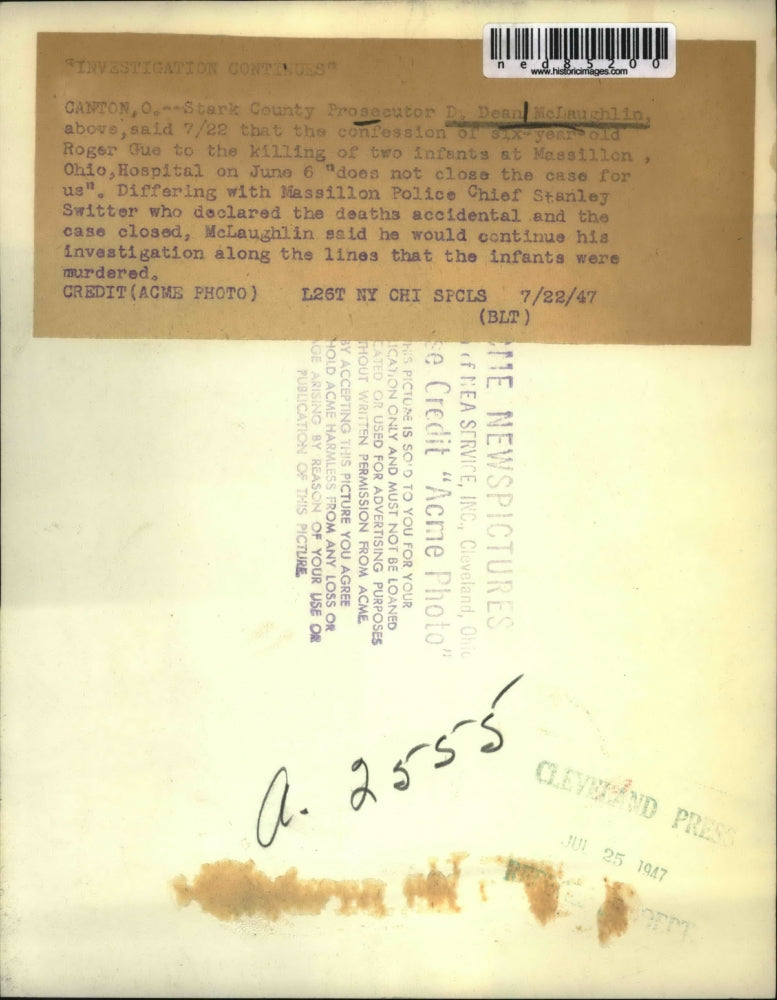 ned85200
www.historicimages.com
"INVESTIGATION CONTINUES"
CANTON,O.--Stark County Prosecutor D. Dean McLaughlin,
above,said 7/22 that the confession of six-year-old
Roger Gue to the killing of two infants at Massillon ,
Ohio,Hospital on June 6 "does not close the case for
us". Differing with Massillon Police Chief Stanley
Switter who declared the deaths accidental and the
case closed, McLaughlin said he would continue his
investigation along the lines that the infants were
murdered.
CREDIT(ACME PHOTO) L26T NY CHI SPCLS 7/22/47
(BLT)
ME NEWSPICTURES
of NEA SERVICE, INC., Cleveland, Ohio
se Credit "Acme Photo"
THIS PICTURE IS SOLD TO YOU FOR YOUR
ICATION ONLY AND MUST NOT BE LOANED
CATED OR USED FOR ADVERTISING PURPOSES
HOUT WRITTEN PERMISSION FROM ACME.
BY ACCEPTING THIS PICTURE YOU AGREE
HOLD ACME HARMLESS FROM ANY LOSS OR
GE ARISING BY REASON OF YOUR USE OR
PUBLICATION OF THIS PICTURE.
a. 2555
CLEVELAND PRESS
JUL 25 1947
DEPT.